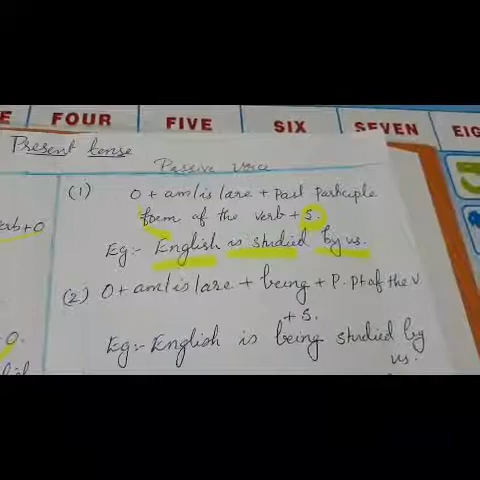 E FOUR FIVE SIX SEVEN EIG
Present tense
Passive voice
(1) O + am/is/are + Past Participle
form of the verb + S.
Eg:- English is studied by us.
(2) O + am/is/are + being + P.Pt of the V
+ S.
Eg:- English is being studied by
us.
erb+O
O.